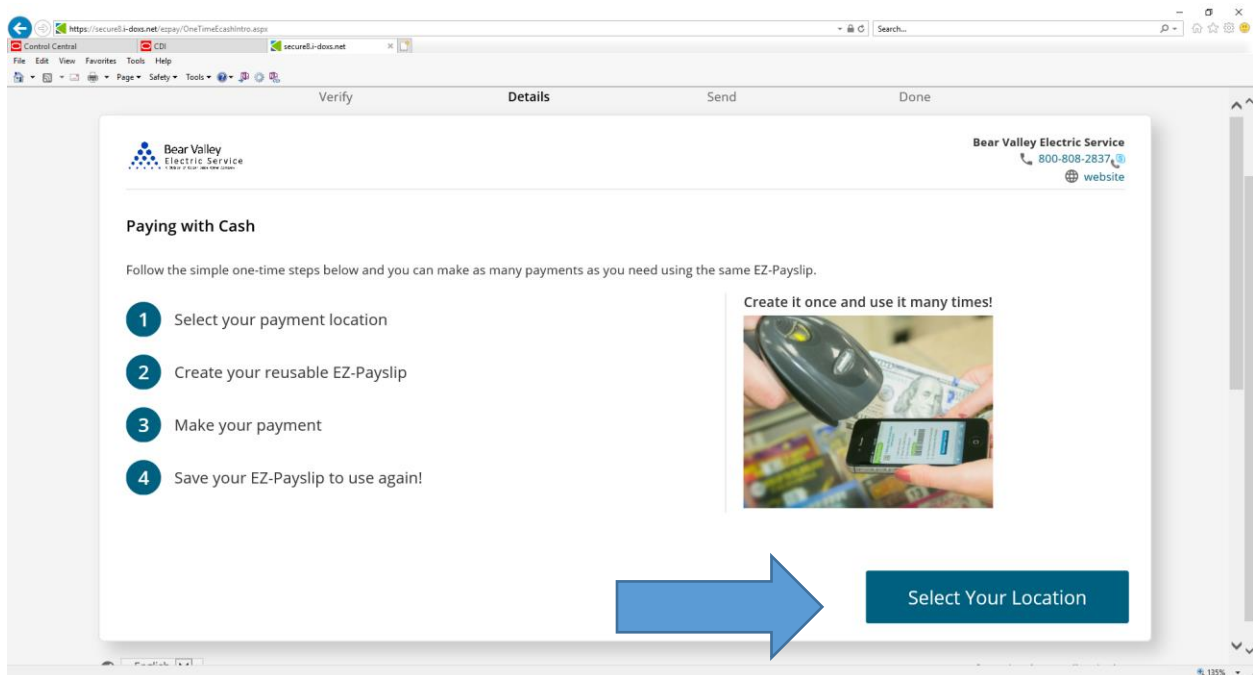 https://secure8.i-doxs.net/ezpay/OneTimeEcashIntro.aspx
Search...
Control Central
CDI
secure8.i-doxs.net
File Edit View Favorites Tools Help
Page Safety Tools
Verify Details Send Done
Bear Valley
Electric Service
Bear Valley Electric Service
800-808-2837
website
Paying with Cash
Follow the simple one-time steps below and you can make as many payments as you need using the same EZ-Payslip.
1 Select your payment location
2 Create your reusable EZ-Payslip
3 Make your payment
4 Save your EZ-Payslip to use again!
Create it once and use it many times!
Select Your Location
English
135%